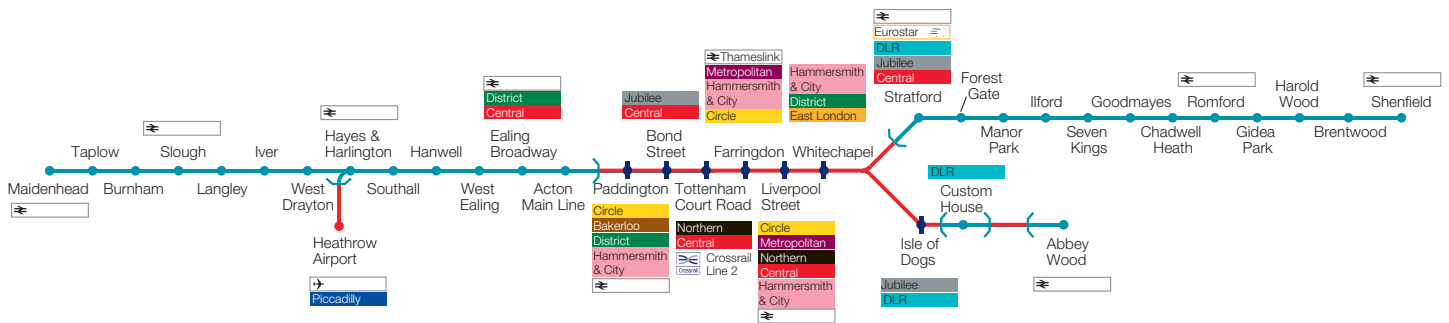 Maidenhead
Taplow
Burnham
Slough
Langley
Iver
West
Drayton
Hayes &
Harlington
Heathrow
Airport
Piccadilly
Southall
Hanwell
West
Ealing
District
Central
Ealing
Broadway
Acton
Main Line
Paddington
Circle
Bakerloo
District
Hammersmith
& City
Jubilee
Central
Bond
Street
Tottenham
Court Road
Northern
Central
Crossrail
Crossrail
Line 2
Thameslink
Metropolitan
Hammersmith
& City
Circle
Farringdon
Liverpool
Street
Circle
Metropolitan
Northern
Central
Hammersmith
& City
Hammersmith
& City
District
East London
Whitechapel
Eurostar
DLR
Jubilee
Central
Stratford
Forest
Gate
Manor
Park
Ilford
Seven
Kings
Goodmayes
Chadwell
Heath
Romford
Gidea
Park
Harold
Wood
Brentwood
Shenfield
Isle of
Dogs
Jubilee
DLR
DLR
Custom
House
Abbey
Wood